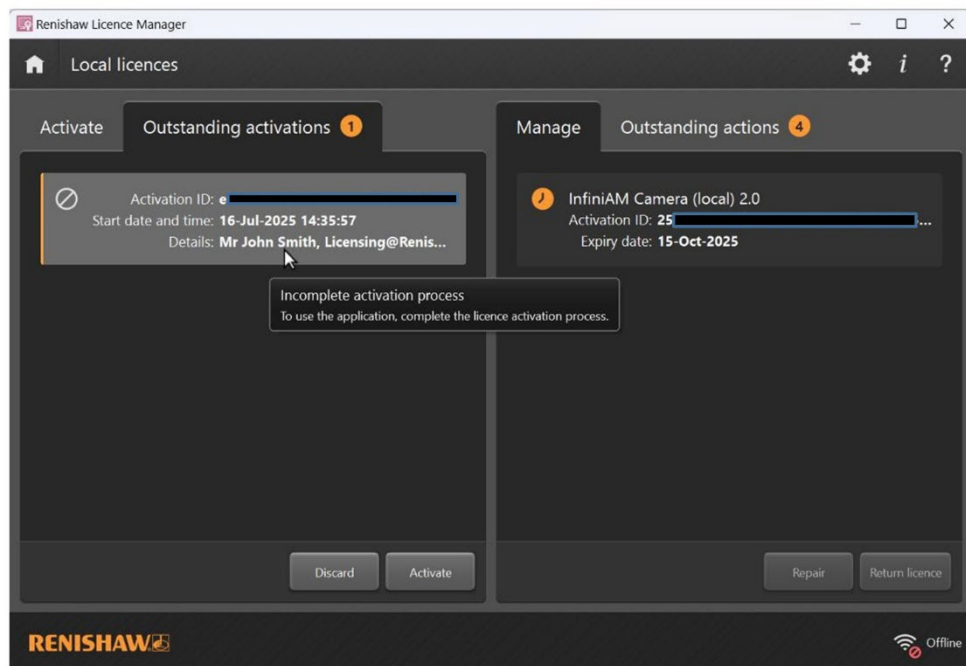 Renishaw Licence Manager
Local licences
i ?
Activate
Outstanding activations 1
Activation ID: e
Start date and time: 16-Jul-2025 14:35:57
Details: Mr John Smith, Licensing@Renis...
Incomplete activation process
To use the application, complete the licence activation process.
Discard
Activate
Manage
Outstanding actions 4
InfiniAM Camera (local) 2.0
Activation ID: 25 ...
Expiry date: 15-Oct-2025
Repair
Return licence
RENISHAW
Offline